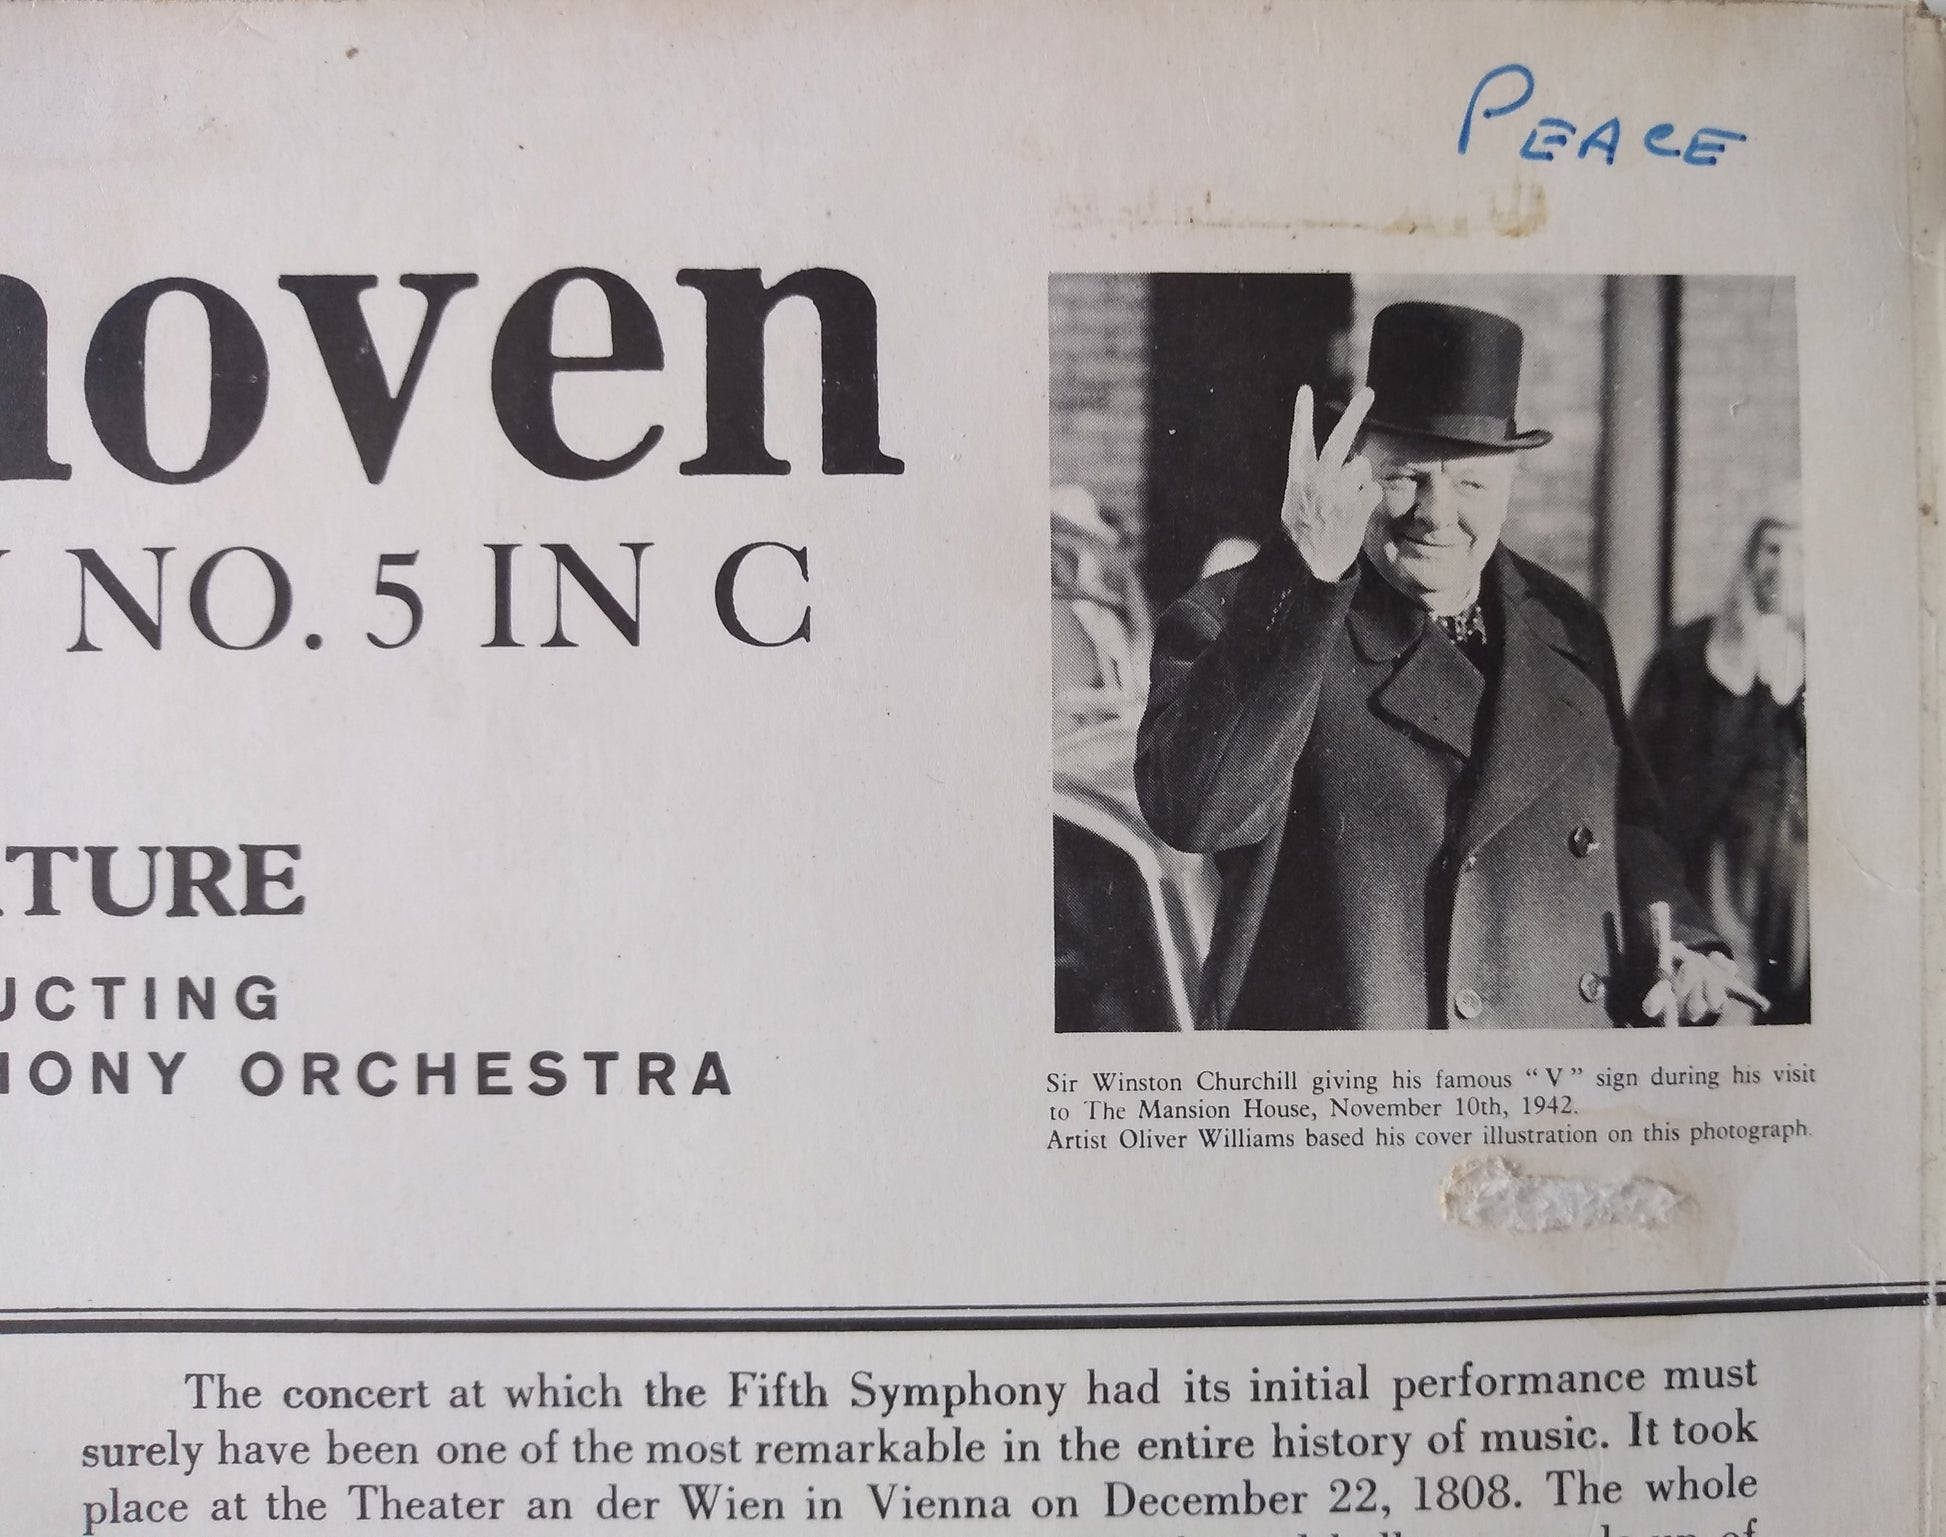 PEACE
hoven
NO. 5 IN C
TURE
UCTING
HONY ORCHESTRA
Sir Winston Churchill giving his famous “V” sign during his visit
to The Mansion House, November 10th, 1942.
Artist Oliver Williams based his cover illustration on this photograph.
The concert at which the Fifth Symphony had its initial performance must
surely have been one of the most remarkable in the entire history of music. It took
place at the Theater an der Wien in Vienna on December 22, 1808. The whole